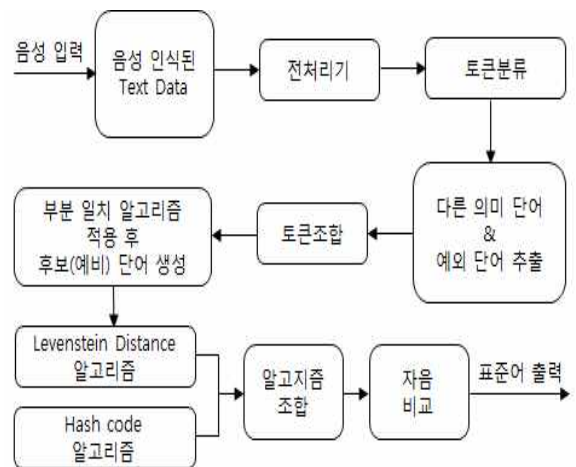 음성 입력
음성 인식된
Text Data
전처리기
토큰분류
다른 의미 단어
&
예외 단어 추출
토큰조합
부분 일치 알고리즘
적용 후
후보(예비) 단어 생성
Levenstein Distance
알고리즘
Hash code
알고리즘
알고지즘
조합
자음
비교
표준어 출력